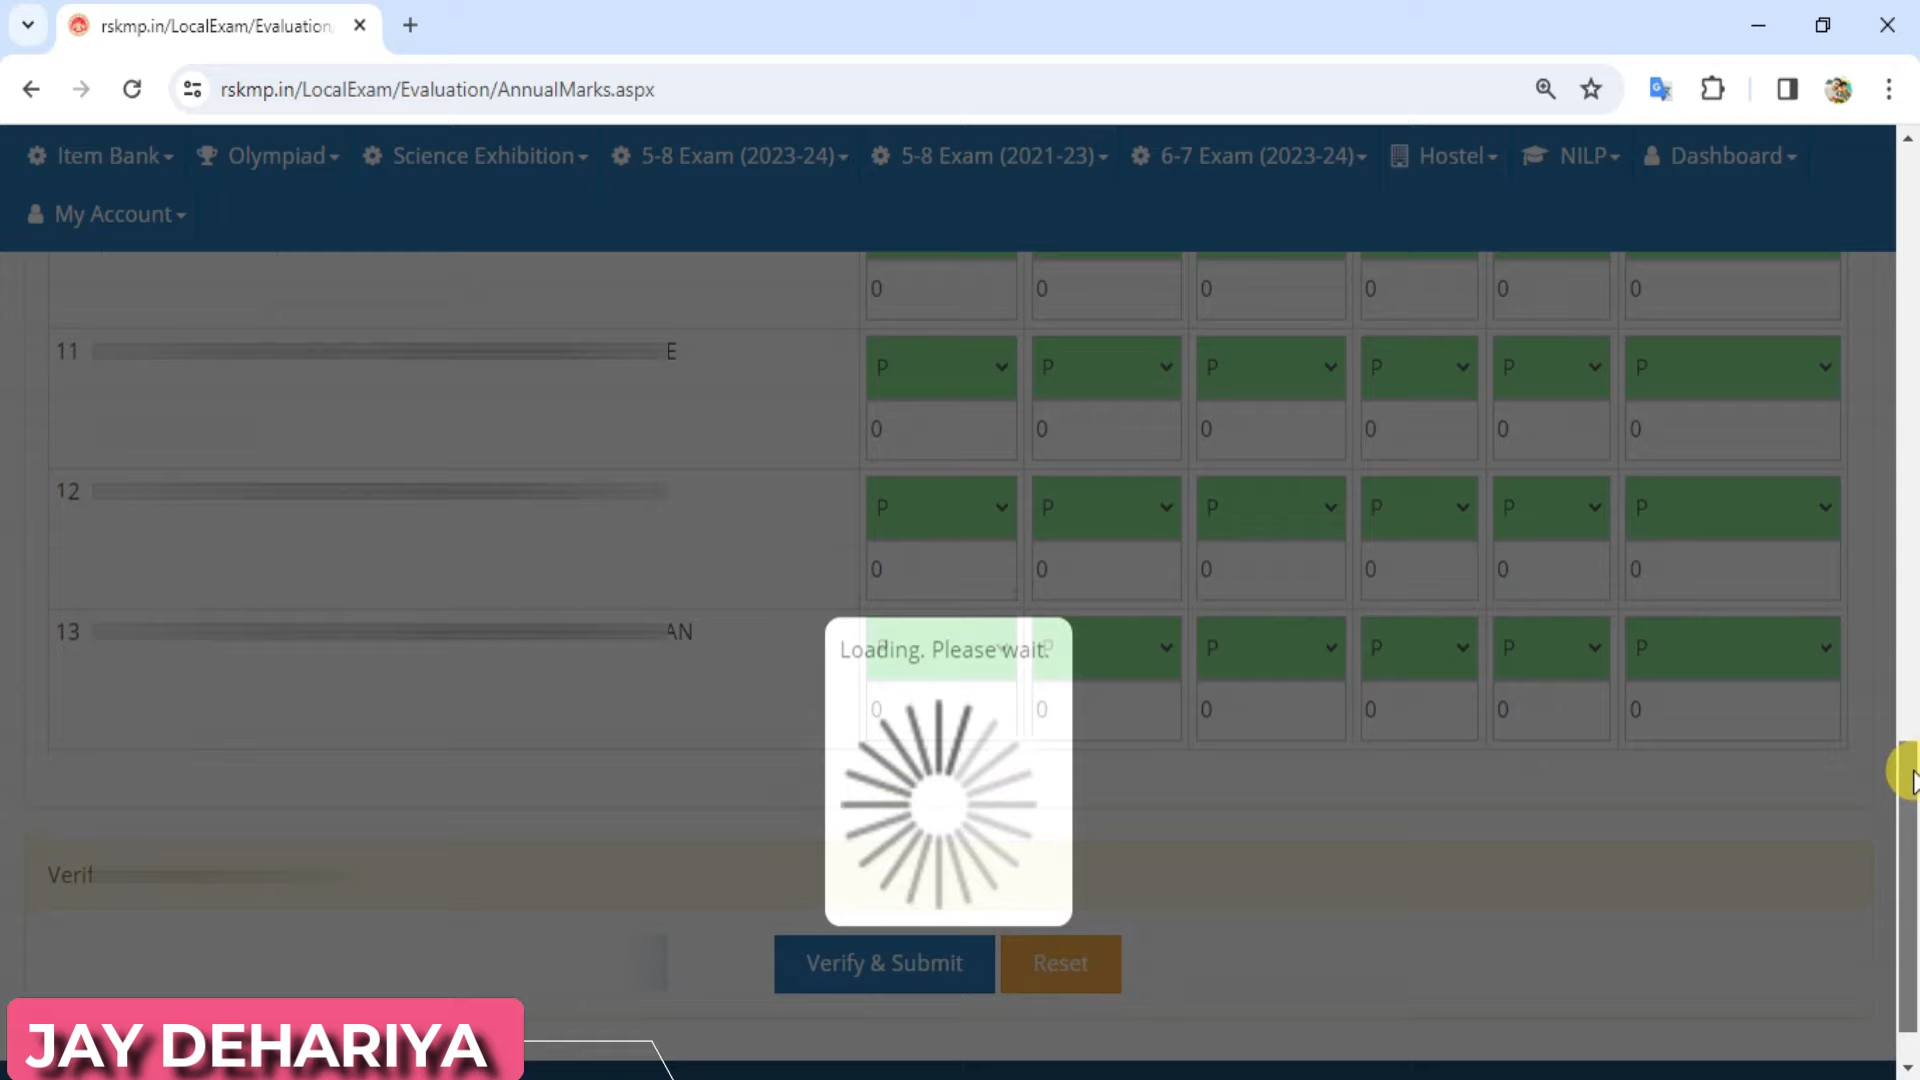 rskmp.in/LocalExam/Evaluation
rskmp.in/LocalExam/Evaluation/AnnualMarks.aspx
Item Bank Olympiad Science Exhibition 5-8 Exam (2023-24) 5-8 Exam (2021-23) 6-7 Exam (2023-24) Hostel NILP Dashboard
My Account
0 0 0 0 0 0
11 E P P P P P P
0 0 0 0 0 0
12 P P P P P P
0 0 0 0 0 0
13 AN P P P P P
Loading. Please wait.
0 0 0 0 0 0
Verif
Verify & Submit Reset
JAY DEHARIYA